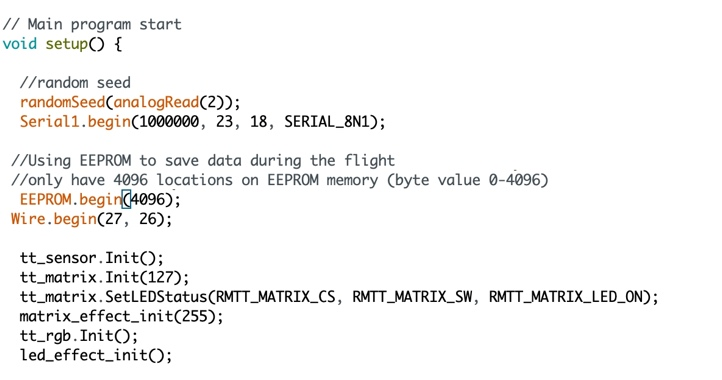 // Main program start
void setup() {
//random seed
randomSeed(analogRead(2));
Serial1.begin(1000000, 23, 18, SERIAL_8N1);
//Using EEPROM to save data during the flight
//only have 4096 locations on EEPROM memory (byte value 0-4096)
EEPROM.begin(4096);
Wire.begin(27, 26);
tt_sensor.Init();
tt_matrix.Init(127);
tt_matrix.SetLEDStatus(RMTT_MATRIX_CS, RMTT_MATRIX_SW, RMTT_MATRIX_LED_ON);
matrix_effect_init(255);
tt_rgb.Init();
led_effect_init();